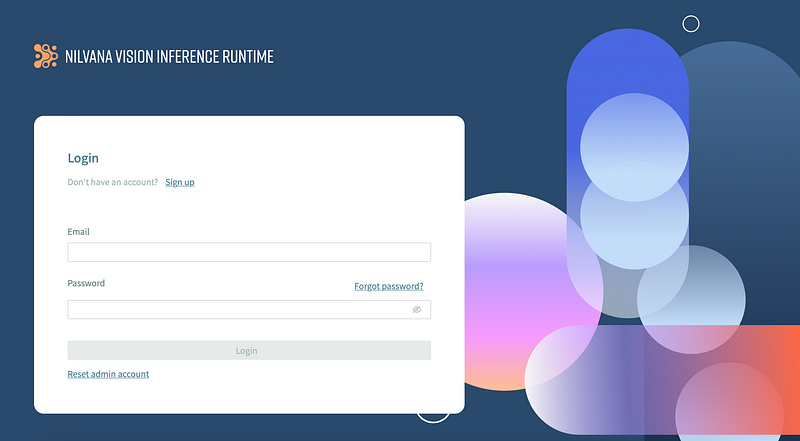 NILVANA VISION INFERENCE RUNTIME
Login
Don't have an account? Sign up
Email
Password
Forgot password?
Login
Reset admin account